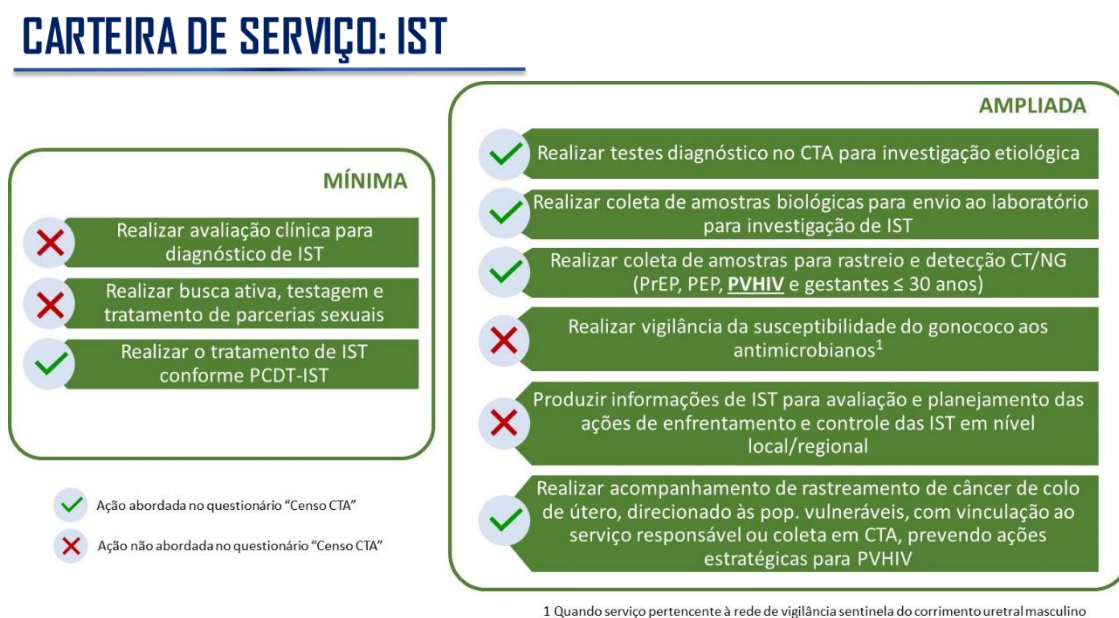 CARTEIRA DE SERVIÇO: IST
MÍNIMA
Realizar avaliação clínica para
diagnóstico de IST
Realizar busca ativa, testagem e
tratamento de parcerias sexuais
Realizar o tratamento de IST
conforme PCDT-IST
Ação abordada no questionário “Censo CTA”
Ação não abordada no questionário “Censo CTA”
AMPLIADA
Realizar testes diagnóstico no CTA para investigação etiológica
Realizar coleta de amostras biológicas para envio ao laboratório
para investigação de IST
Realizar coleta de amostras para rastreio e detecção CT/NG
(PrEP, PEP, PVHIV e gestantes ≤ 30 anos)
Realizar vigilância da susceptibilidade do gonococo aos
antimicrobianos¹
Produzir informações de IST para avaliação e planejamento das
ações de enfrentamento e controle das IST em nível
local/regional
Realizar acompanhamento de rastreamento de câncer de colo
de útero, direcionado às pop. vulneráveis, com vinculação ao
serviço responsável ou coleta em CTA, prevendo ações
estratégicas para PVHIV
1 Quando serviço pertencente à rede de vigilância sentinela do corrimento uretral masculino